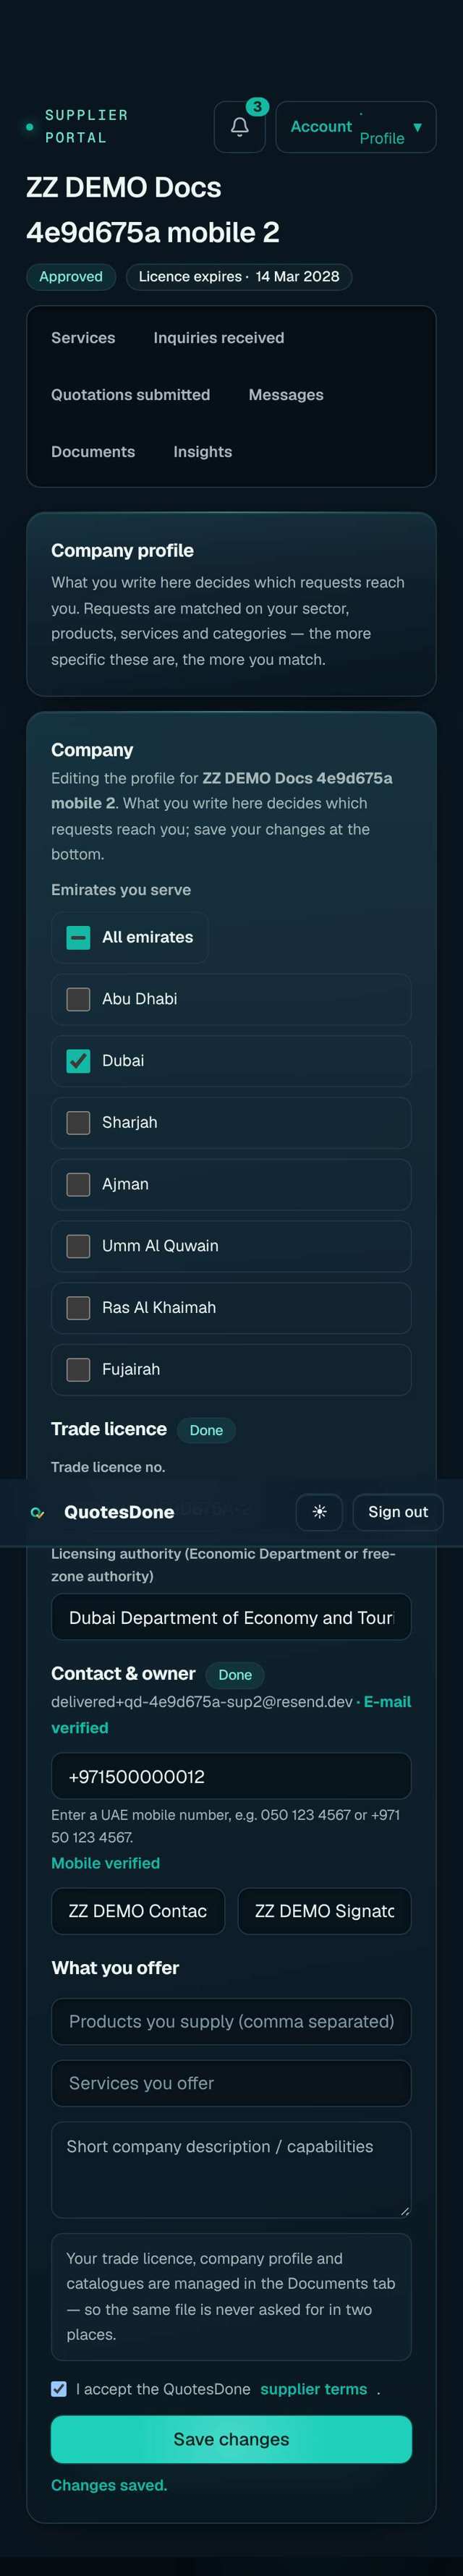 SUPPLIER
PORTAL
3
Account · Profile ▾
ZZ DEMO Docs
4e9d675a mobile 2
Approved
Licence expires · 14 Mar 2028
Services
Inquiries received
Quotations submitted
Messages
Documents
Insights
Company profile
What you write here decides which requests reach
you. Requests are matched on your sector,
products, services and categories — the more
specific these are, the more you match.
Company
Editing the profile for ZZ DEMO Docs 4e9d675a
mobile 2. What you write here decides which
requests reach you; save your changes at the
bottom.
Emirates you serve
All emirates
Abu Dhabi
Dubai
Sharjah
Ajman
Umm Al Quwain
Ras Al Khaimah
Fujairah
Trade licence Done
Trade licence no.
QuotesDone
Sign out
Licensing authority (Economic Department or free-
zone authority)
Dubai Department of Economy and Touri
Contact & owner Done
delivered+qd-4e9d675a-sup2@resend.dev · E-mail
verified
+971500000012
Enter a UAE mobile number, e.g. 050 123 4567 or +971
50 123 4567.
Mobile verified
ZZ DEMO Contac
ZZ DEMO Signatc
What you offer
Products you supply (comma separated)
Services you offer
Short company description / capabilities
Your trade licence, company profile and
catalogues are managed in the Documents tab
— so the same file is never asked for in two
places.
I accept the QuotesDone supplier terms .
Save changes
Changes saved.